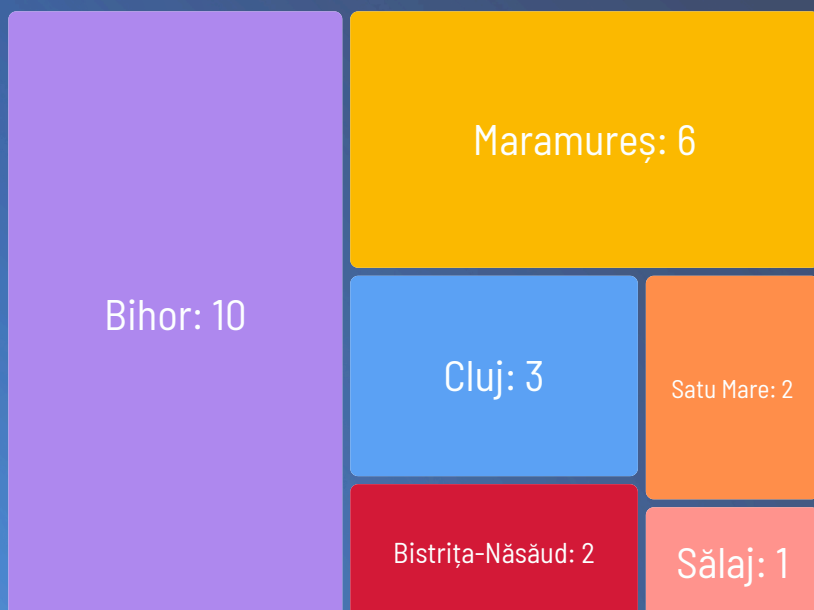 Bihor: 10
Maramureș: 6
Cluj: 3
Satu Mare: 2
Bistrița-Năsăud: 2
Sălaj: 1